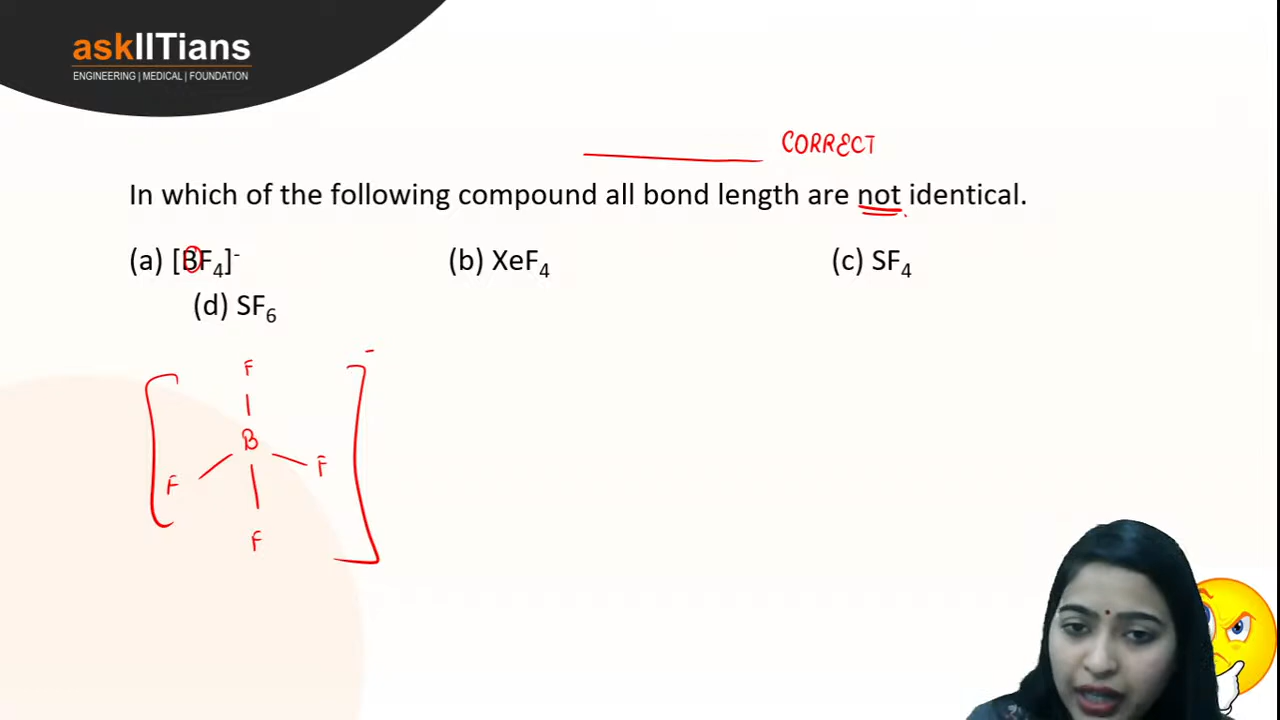 askIITians
ENGINEERING | MEDICAL | FOUNDATION
CORRECT
In which of the following compound all bond length are not identical.
(a) [BF₄]⁻ (b) XeF₄ (c) SF₄
(d) SF₆
-
F
B
F F
F